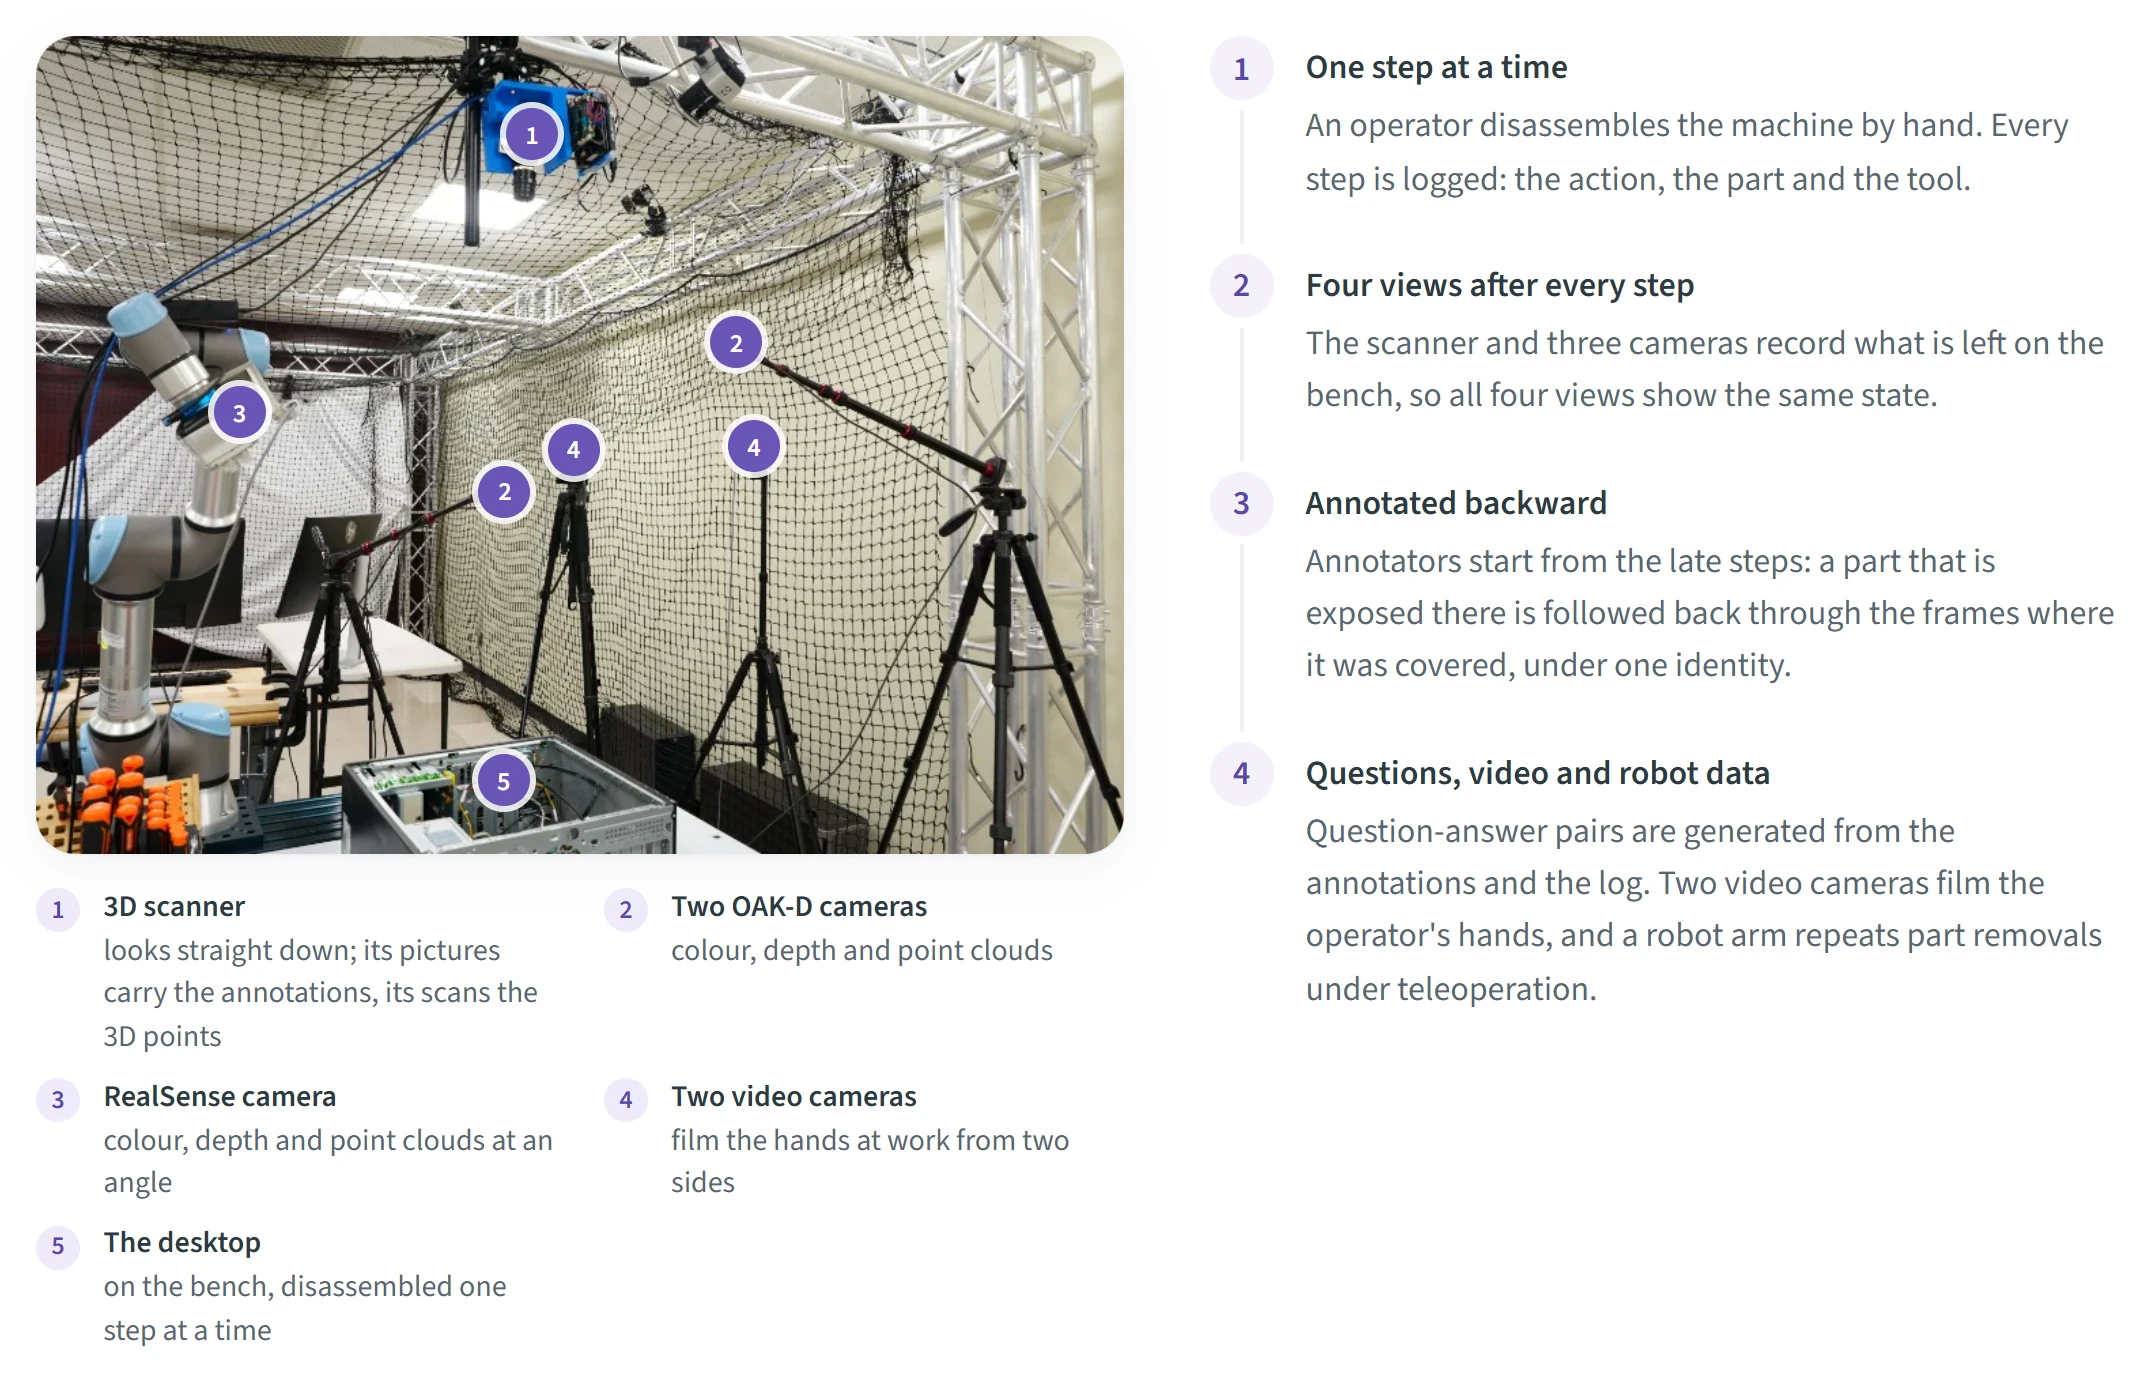 1
2
3
4
4
2
5
1
3D scanner
looks straight down; its pictures
carry the annotations, its scans the
3D points
2
Two OAK-D cameras
colour, depth and point clouds
3
RealSense camera
colour, depth and point clouds at an
angle
4
Two video cameras
film the hands at work from two
sides
5
The desktop
on the bench, disassembled one
step at a time
1
One step at a time
An operator disassembles the machine by hand. Every
step is logged: the action, the part and the tool.
2
Four views after every step
The scanner and three cameras record what is left on the
bench, so all four views show the same state.
3
Annotated backward
Annotators start from the late steps: a part that is
exposed there is followed back through the frames where
it was covered, under one identity.
4
Questions, video and robot data
Question-answer pairs are generated from the
annotations and the log. Two video cameras film the
operator's hands, and a robot arm repeats part removals
under teleoperation.